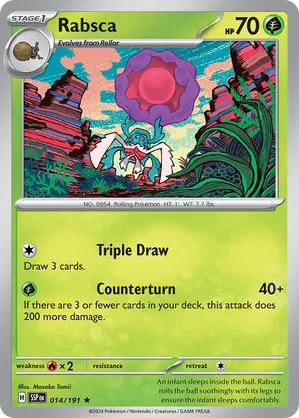 STAGE 1
Rabsca
HP 70
Evolves from Rellor
NO. 0954 Rolling Pokémon HT: 1' WT: 7.7 lbs.
Triple Draw
Draw 3 cards.
Counterturn 40+
If there are 3 or fewer cards in your deck, this attack does
200 more damage.
weakness ×2 resistance retreat
Illus. Masako Tomii
H SSP EN 014/191 ★
An infant sleeps inside the ball. Rabsca
rolls the ball soothingly with its legs to
ensure the infant sleeps comfortably.
©2024 Pokémon / Nintendo / Creatures / GAME FREAK